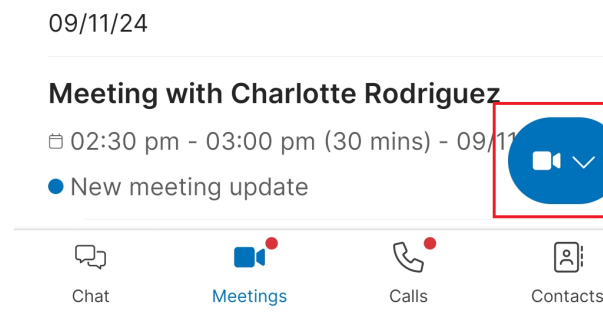 09/11/24
Meeting with Charlotte Rodriguez
02:30 pm - 03:00 pm (30 mins) - 09/11
New meeting update
Chat
Meetings
Calls
Contacts